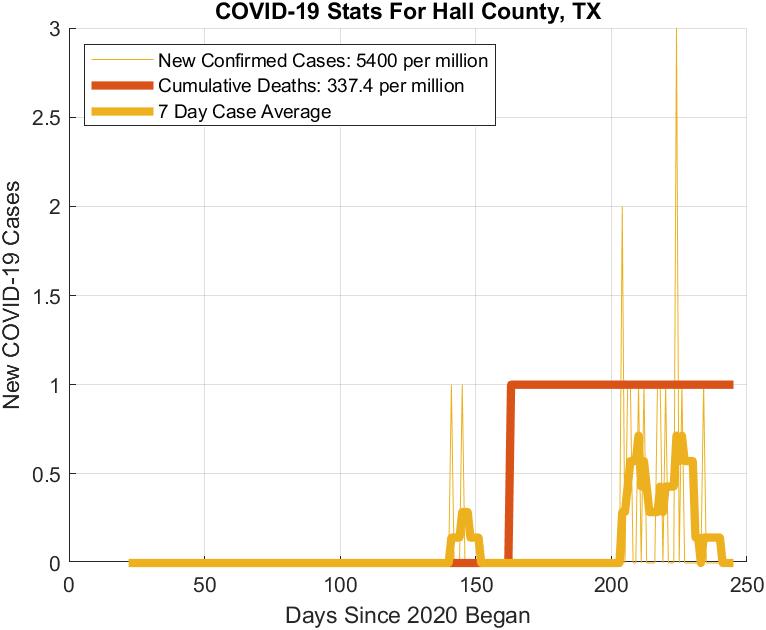 COVID-19 Stats For Hall County, TX
New Confirmed Cases: 5400 per million
Cumulative Deaths: 337.4 per million
7 Day Case Average
New COVID-19 Cases
3
2.5
2
1.5
1
0.5
0
0 50 100 150 200 250
Days Since 2020 Began